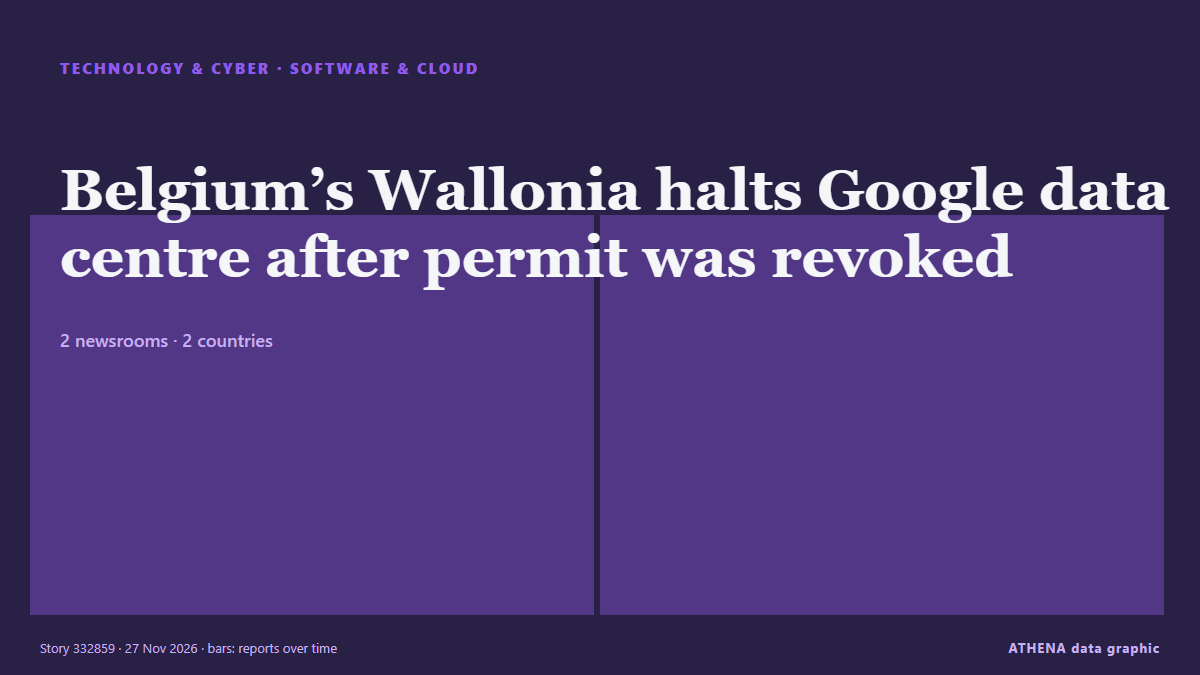 TECHNOLOGY & CYBER · SOFTWARE & CLOUD
Belgium’s Wallonia halts Google data
centre after permit was revoked
2 newsrooms · 2 countries
Story 332859 · 27 Nov 2026 · bars: reports over time
ATHENA data graphic